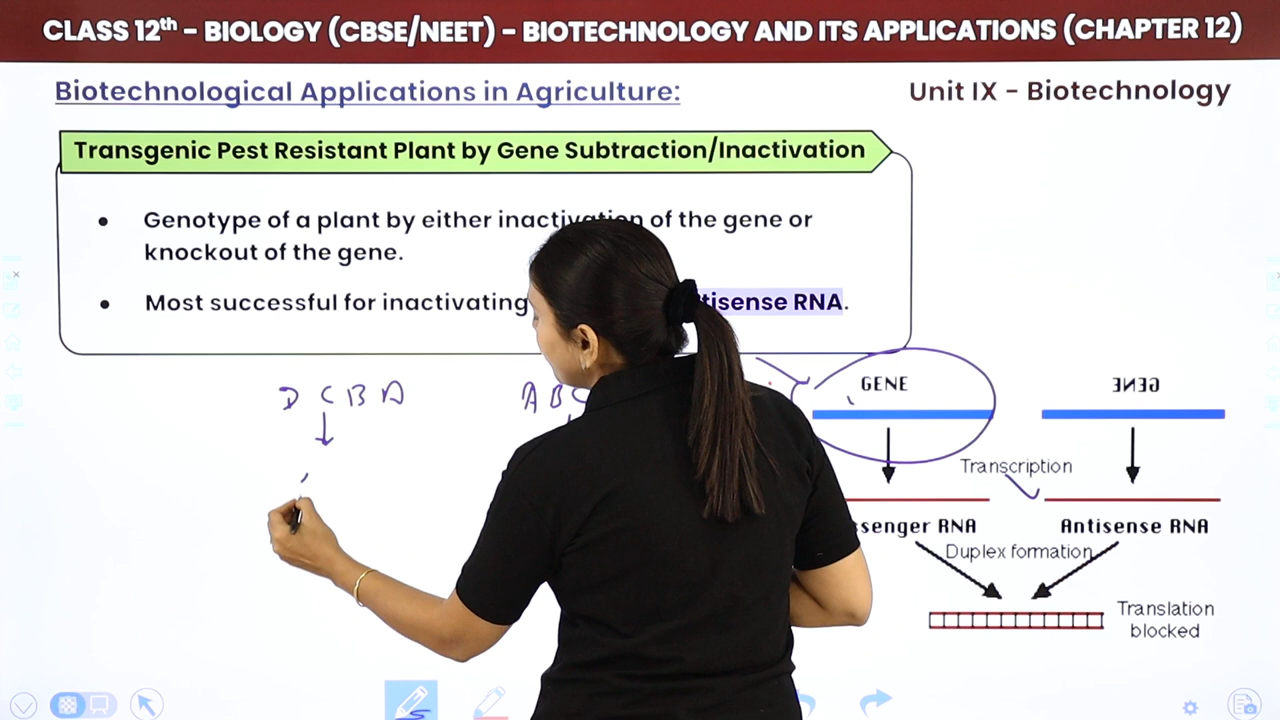 CLASS 12th - BIOLOGY (CBSE/NEET) - BIOTECHNOLOGY AND ITS APPLICATIONS (CHAPTER 12)
Biotechnological Applications in Agriculture:
Unit IX - Biotechnology
Transgenic Pest Resistant Plant by Gene Subtraction/Inactivation
• Genotype of a plant by either inactivation of the gene or
knockout of the gene.
• Most successful for inactivating tisense RNA.
D C B A
A B C
GENE
GENE
Transcription
ssenger RNA
Antisense RNA
Duplex formation
Translation
blocked